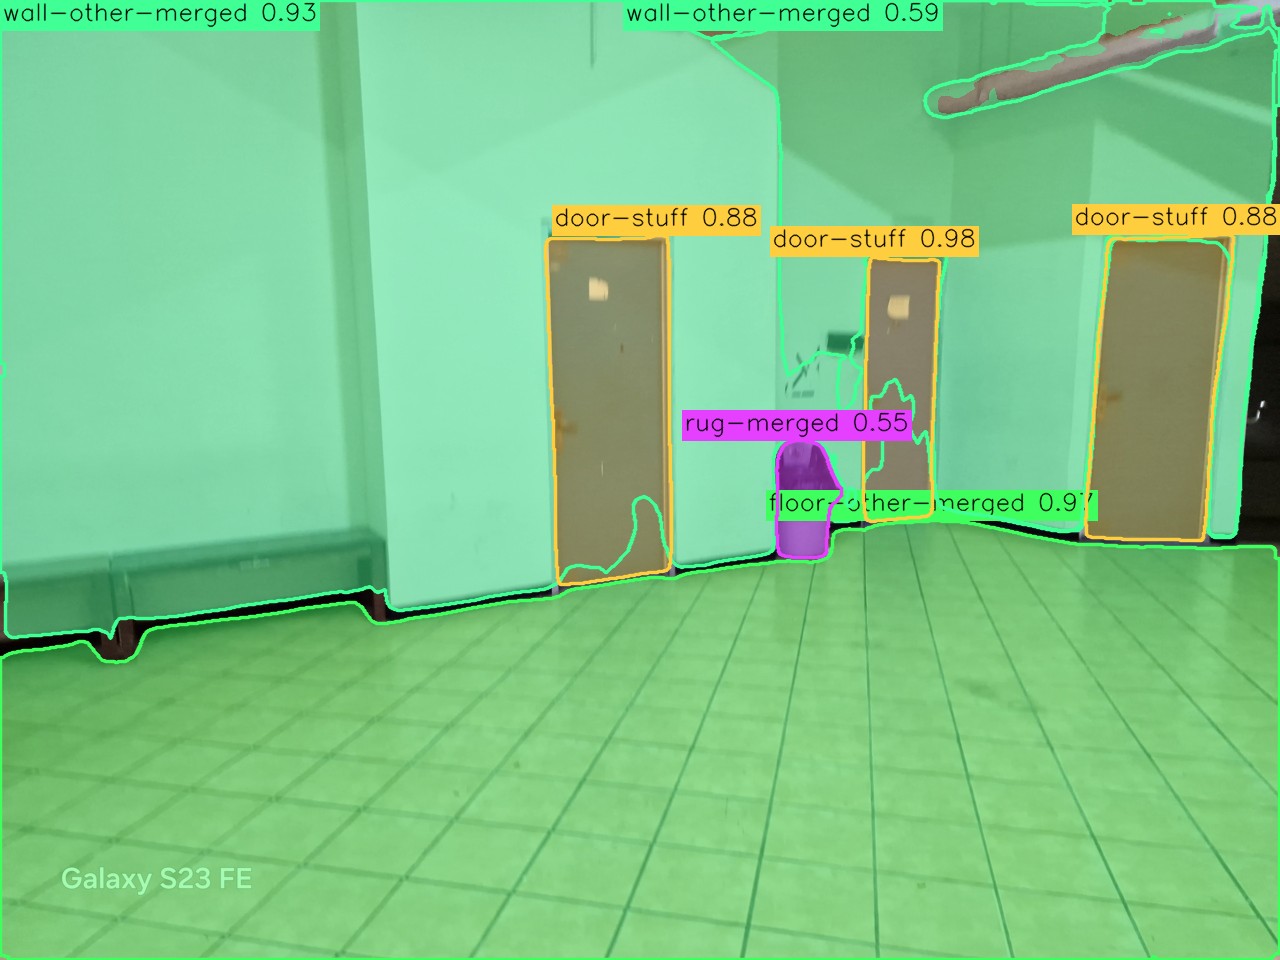 wall-other-merged 0.93
wall-other-merged 0.59
door-stuff 0.88
door-stuff 0.98
door-stuff 0.88
rug-merged 0.55
floor-other-merged 0.97
Galaxy S23 FE